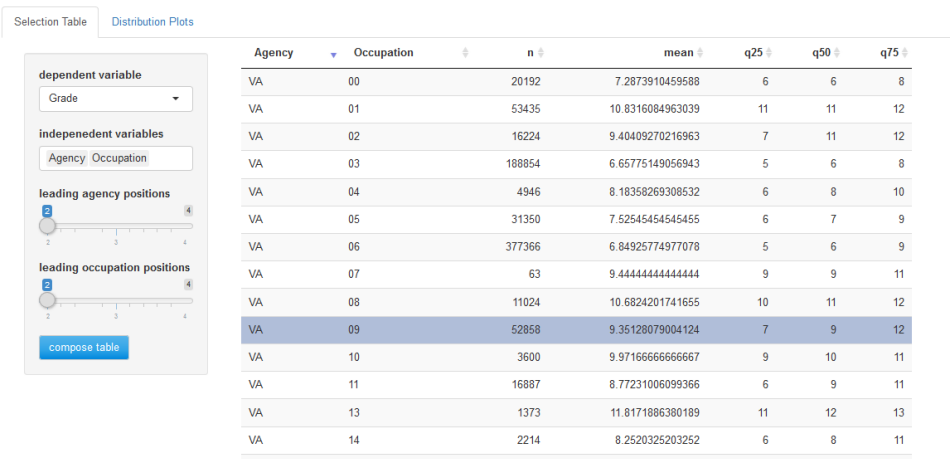 Selection Table Distribution Plots
dependent variable
Grade
indepenedent variables
Agency Occupation
leading agency positions
2 4
2 3 4
leading occupation positions
2 4
2 3 4
compose table
Agency Occupation n mean q25 q50 q75
VA 00 20192 7.2873910459588 6 6 8
VA 01 53435 10.8316084963039 11 11 12
VA 02 16224 9.40409270216963 7 11 12
VA 03 188854 6.65775149056943 5 6 8
VA 04 4946 8.18358269308532 6 8 10
VA 05 31350 7.52545454545455 6 7 9
VA 06 377366 6.84925774977078 5 6 9
VA 07 63 9.44444444444444 9 9 11
VA 08 11024 10.6824201741655 10 11 12
VA 09 52858 9.35128079004124 7 9 12
VA 10 3600 9.97166666666667 9 10 11
VA 11 16887 8.77231006099366 6 9 11
VA 13 1373 11.8171886380189 11 12 13
VA 14 2214 8.2520325203252 6 8 11